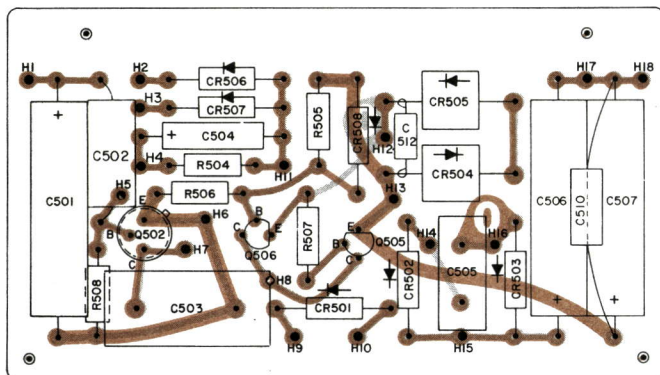 H1
H2
CR506
H17
H18
H3
CR507
CR505
+
C502
+
C504
R505
CR508
C
512
H12
H4
R504
H11
CR504
C501
H5
R506
H13
C506
C510
C507
E
B
Q502
C
H6
H7
B
C
E
Q506
R507
E
B
Q505
C
H14
H16
R508
C503
H8
CR501
CR502
C505
CR503
+
+
H9
H10
H15